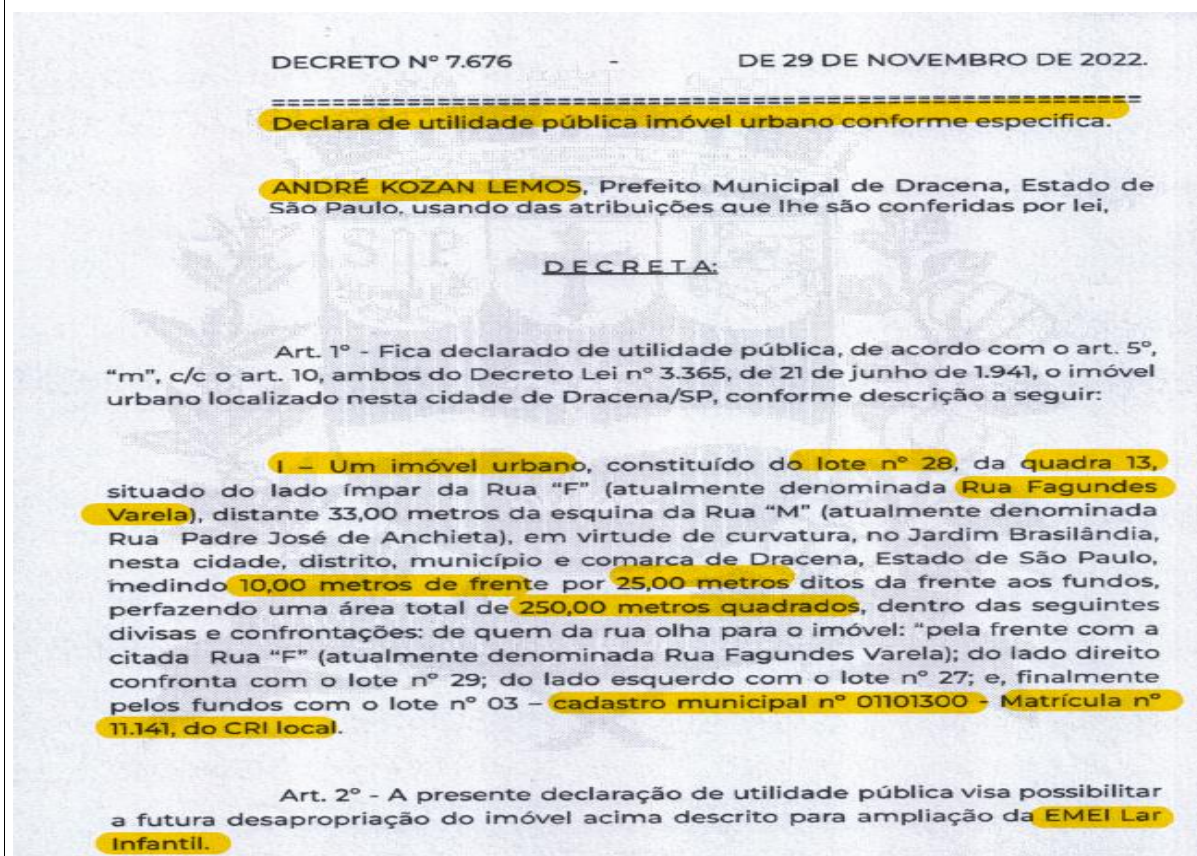 DECRETO Nº 7.676 - DE 29 DE NOVEMBRO DE 2022.
==========================================================
Declara de utilidade pública imóvel urbano conforme especifica.
ANDRÉ KOZAN LEMOS, Prefeito Municipal de Dracena, Estado de
São Paulo, usando das atribuições que lhe são conferidas por lei,
D E C R E T A:
Art. 1º - Fica declarado de utilidade pública, de acordo com o art. 5º,
“m”, c/c o art. 10, ambos do Decreto Lei nº 3.365, de 21 de junho de 1.941, o imóvel
urbano localizado nesta cidade de Dracena/SP, conforme descrição a seguir:
I – Um imóvel urbano, constituído do lote nº 28, da quadra 13,
situado do lado ímpar da Rua “F” (atualmente denominada Rua Fagundes
Varela), distante 33,00 metros da esquina da Rua “M” (atualmente denominada
Rua Padre José de Anchieta), em virtude de curvatura, no Jardim Brasilândia,
nesta cidade, distrito, município e comarca de Dracena, Estado de São Paulo,
medindo 10,00 metros de frente por 25,00 metros ditos da frente aos fundos,
perfazendo uma área total de 250,00 metros quadrados, dentro das seguintes
divisas e confrontações: de quem da rua olha para o imóvel: “pela frente com a
citada Rua “F” (atualmente denominada Rua Fagundes Varela); do lado direito
confronta com o lote nº 29; do lado esquerdo com o lote nº 27; e, finalmente
pelos fundos com o lote nº 03 – cadastro municipal nº 01101300 - Matrícula nº
11.141, do CRI local.
Art. 2º - A presente declaração de utilidade pública visa possibilitar
a futura desapropriação do imóvel acima descrito para ampliação da EMEI Lar
Infantil.
S P